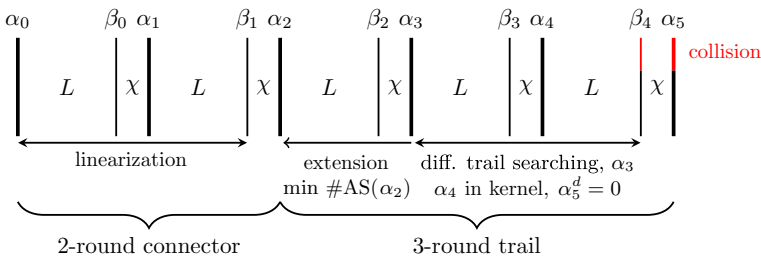 α₀ β₀ α₁ β₁ α₂ β₂ α₃ β₃ α₄ β₄ α₅
collision
L χ L χ L χ L χ L χ
linearization extension diff. trail searching, α₃
min #AS(α₂) α₄ in kernel, α₅ᵈ = 0
2-round connector 3-round trail